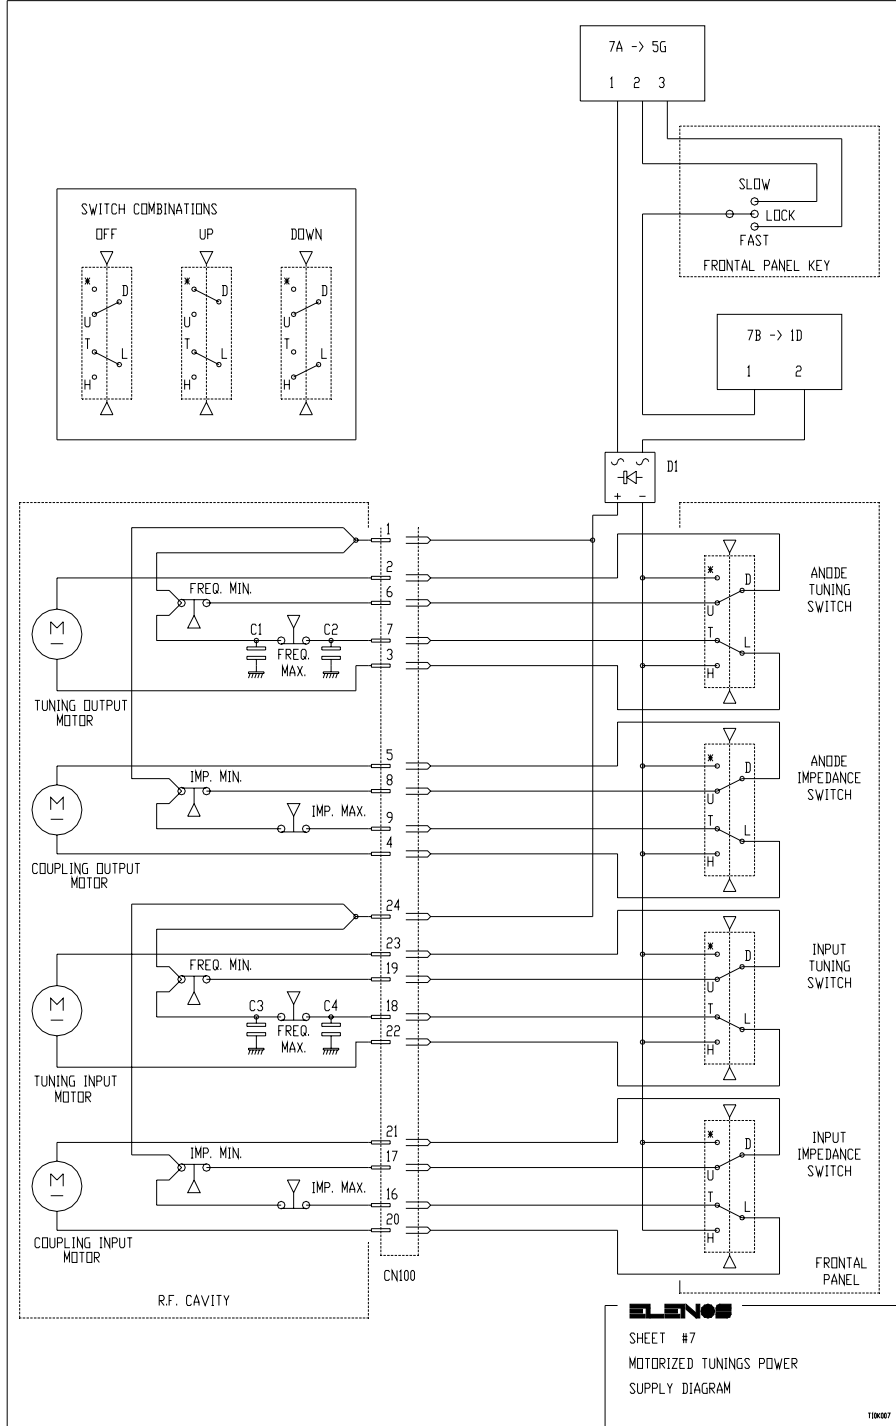 7A -> 5G
1 2 3
SLOW
LOCK
FAST
FRONTAL PANEL KEY
SWITCH COMBINATIONS
OFF UP DOWN
* D * D * D
U U U
T L T L T L
H H H
7B -> 1D
1 2
D1
+ -
1
2
FREQ. MIN.
6
C1 C2 7
FREQ.
MAX.
3
M
TUNING OUTPUT
MOTOR
* D
U
T L
H
ANODE
TUNING
SWITCH
5
IMP. MIN.
8
IMP. MAX.
9
4
M
COUPLING OUTPUT
MOTOR
* D
U
T L
H
ANODE
IMPEDANCE
SWITCH
24
23
FREQ. MIN.
19
C3 C4 18
FREQ.
MAX.
22
M
TUNING INPUT
MOTOR
* D
U
T L
H
INPUT
TUNING
SWITCH
21
IMP. MIN.
17
IMP. MAX.
16
20
M
COUPLING INPUT
MOTOR
* D
U
T L
H
INPUT
IMPEDANCE
SWITCH
FRONTAL
PANEL
CN100
R.F. CAVITY
ELENOS
SHEET #7
MOTORIZED TUNINGS POWER
SUPPLY DIAGRAM
T10K007